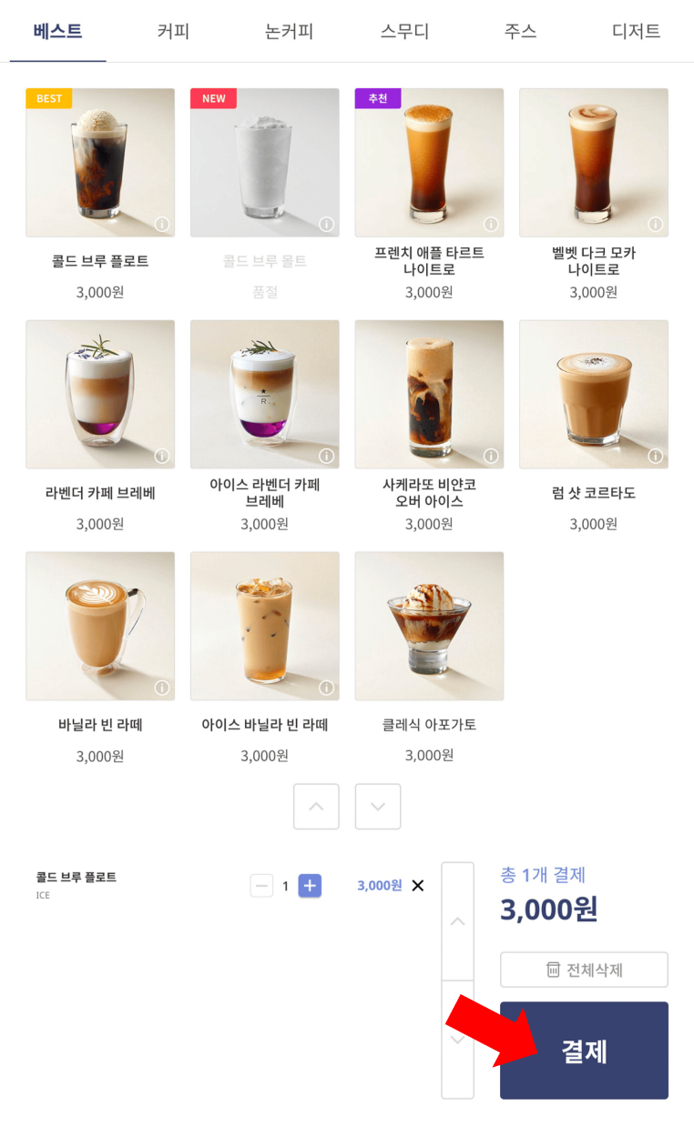 베스트
커피
논커피
스무디
주스
디저트
BEST
NEW
추천
콜드 브루 플로트
3,000원
콜드 브루 몰트
품절
프렌치 애플 타르트
나이트로
3,000원
벨벳 다크 모카
나이트로
3,000원
라벤더 카페 브레베
3,000원
R
아이스 라벤더 카페
브레베
3,000원
사케라또 비얀코
오버 아이스
3,000원
럼 샷 코르타도
3,000원
바닐라 빈 라떼
3,000원
아이스 바닐라 빈 라떼
3,000원
클레식 아포가토
3,000원
콜드 브루 플로트
ICE
1
3,000원
총 1개 결제
3,000원
전체삭제
결제